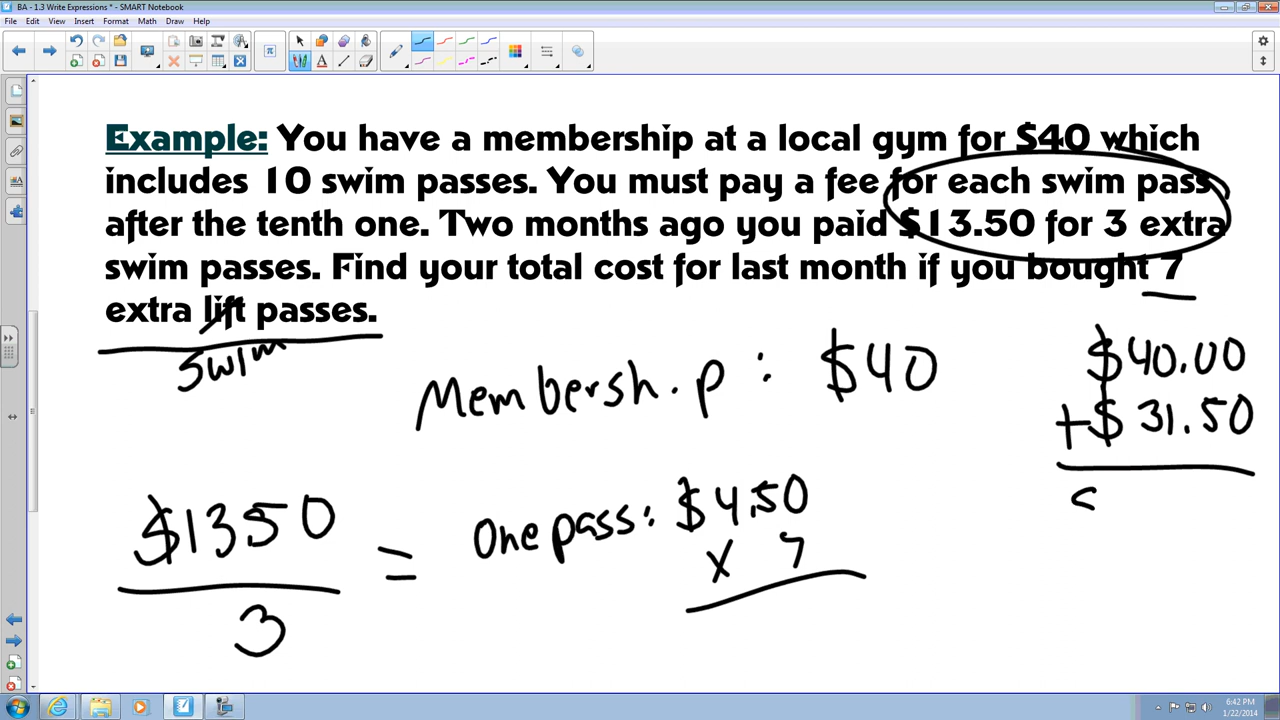 BA - 1.3 Write Expressions * - SMART Notebook
File Edit View Insert Format Math Draw Help
Example: You have a membership at a local gym for $40 which
includes 10 swim passes. You must pay a fee for each swim pass
after the tenth one. Two months ago you paid $13.50 for 3 extra
swim passes. Find your total cost for last month if you bought 7
extra lift passes.
swim
Membership : $40
$40.00
+ $ 31.50
$13.50
3
=
One pass: $4.50
x 7
6:42 PM
1/22/2014